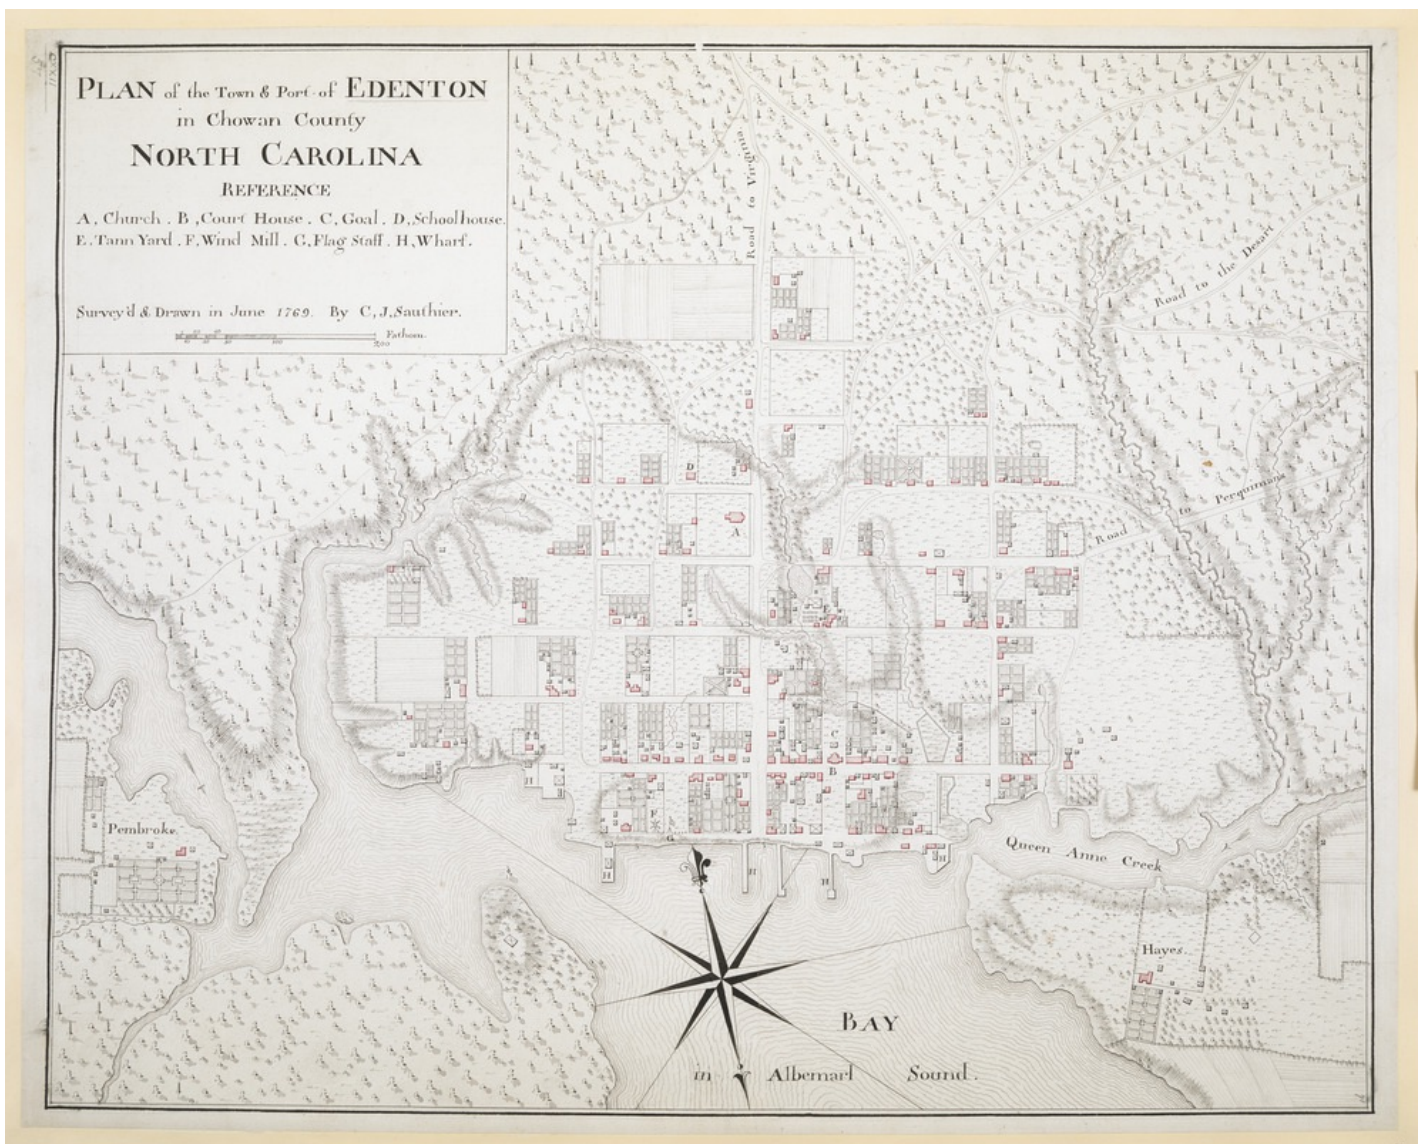 PLAN of the Town & Port of EDENTON
in Chowan County
NORTH CAROLINA
REFERENCE
A, Church. B, Court House. C, Goal. D, Schoolhouse.
E, Tann Yard. F, Wind Mill. G, Flag Staff. H, Wharf.
Survey'd & Drawn in June 1769. By C, J, Sauthier.
Fathom.
100
200
Road to Virginia
Road to the Desart
Road to Perquimans
D
A
E
C
B
H
F
G
H
H
H
H
Pembroke.
Queen Anne Creek
Hayes.
BAY
in Albemarl Sound.